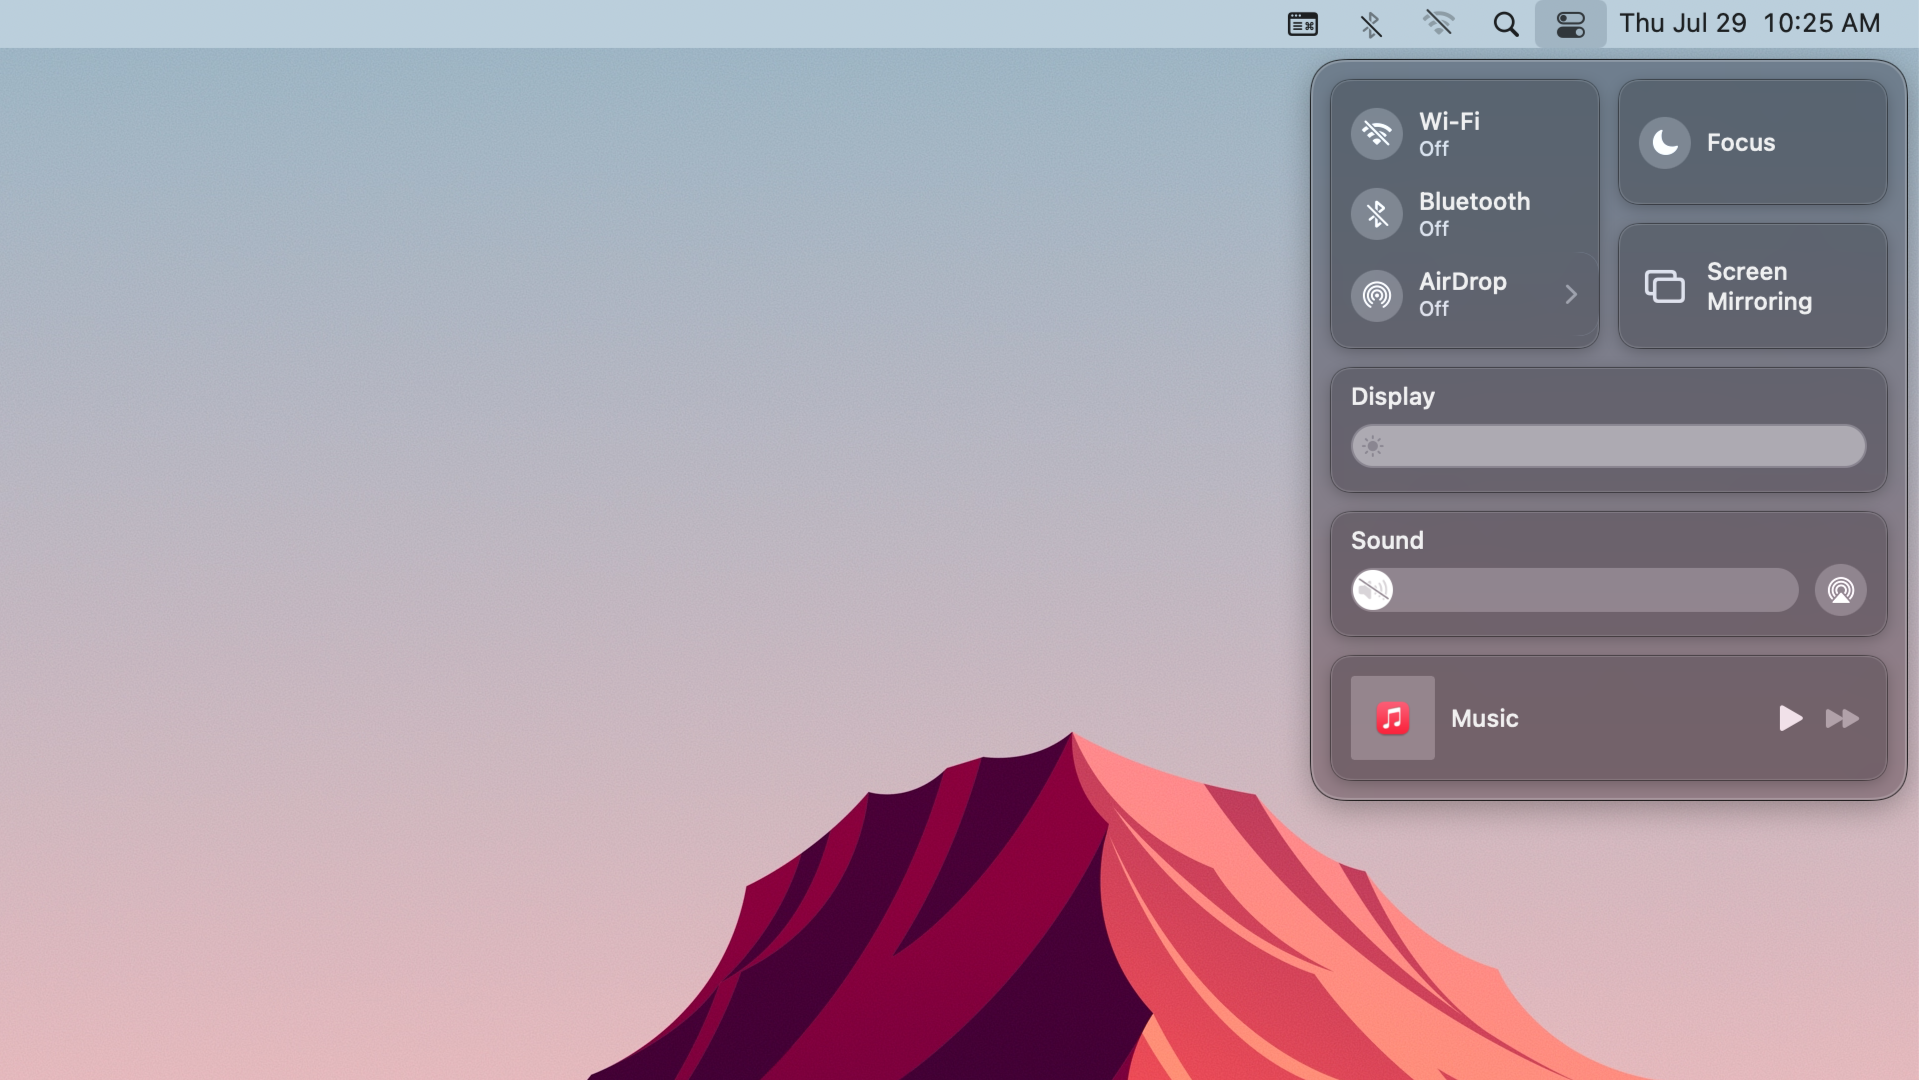 Thu Jul 29 10:25 AM
Wi-Fi
Off
Focus
Bluetooth
Off
AirDrop
Off
Screen
Mirroring
Display
Sound
Music